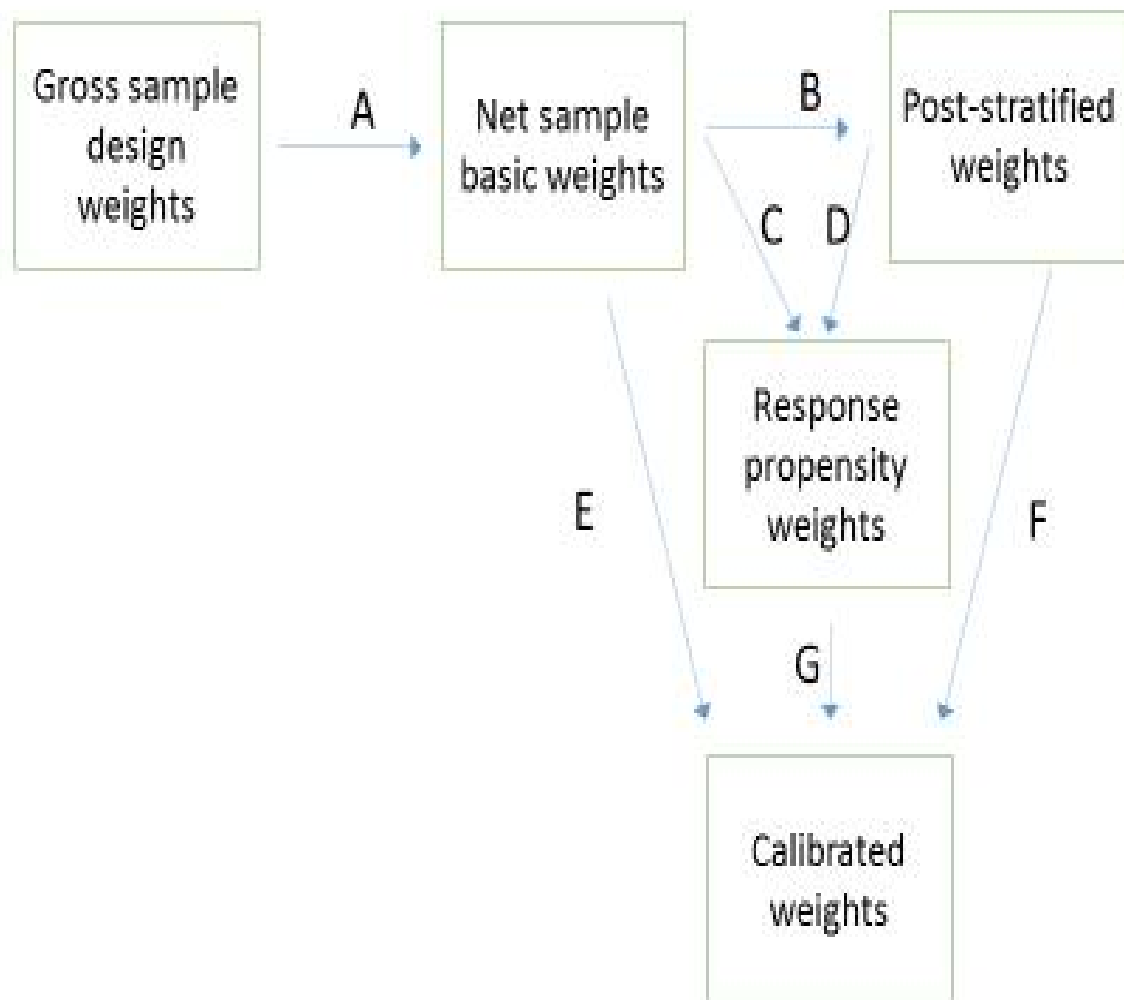 Gross sample
design
weights
A
Net sample
basic weights
B
Post-stratified
weights
C
D
Response
propensity
weights
E
F
G
Calibrated
weights